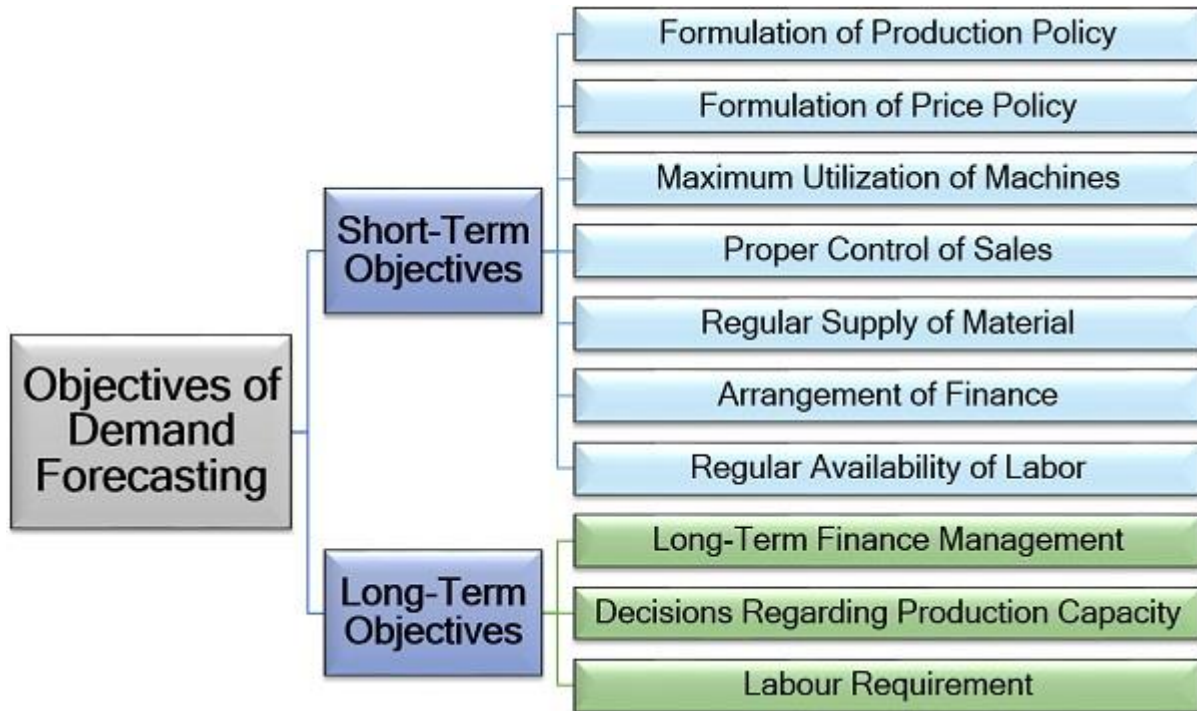 Objectives of
Demand
Forecasting
Short-Term
Objectives
Formulation of Production Policy
Formulation of Price Policy
Maximum Utilization of Machines
Proper Control of Sales
Regular Supply of Material
Arrangement of Finance
Regular Availability of Labor
Long-Term
Objectives
Long-Term Finance Management
Decisions Regarding Production Capacity
Labour Requirement